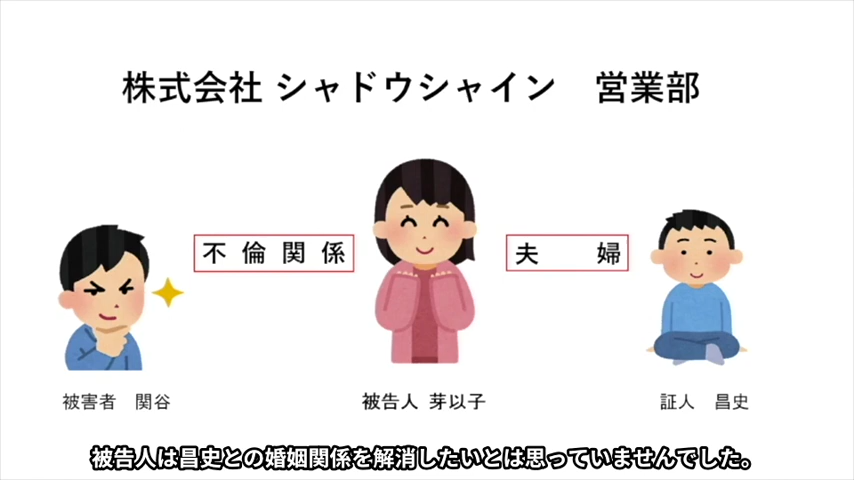 株式会社 シャドウシャイン　営業部
不倫関係
夫　　婦
被害者　関谷
被告人 芽以子
証人　昌史
被告人は昌史との婚姻関係を解消したいとは思っていませんでした。